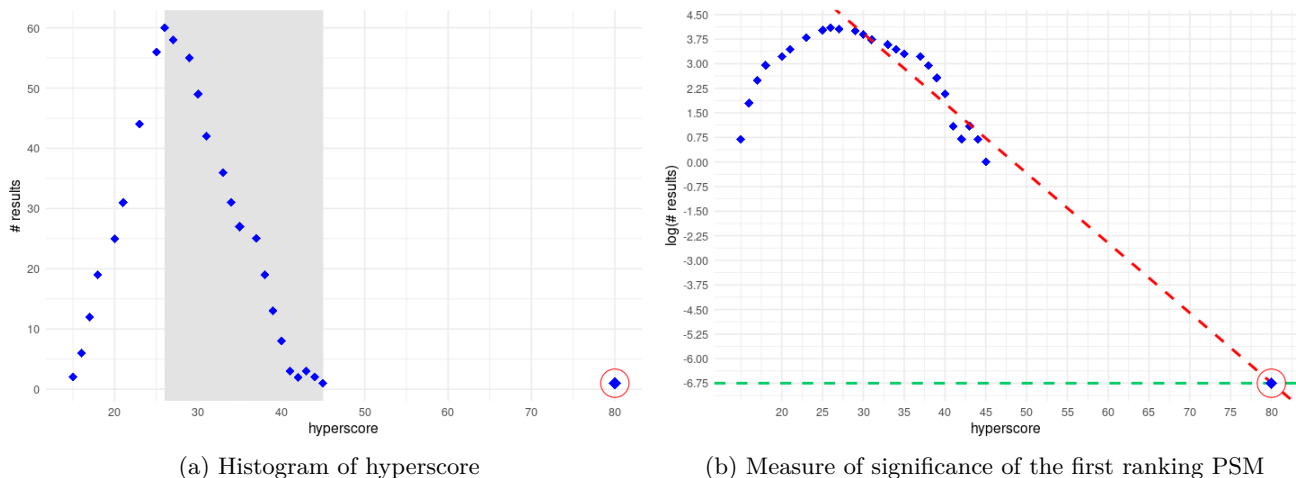 60
50
40
30
20
10
0
# results
20 30 40 50 60 70 80
hyperscore
(a) Histogram of hyperscore
4.50
3.75
3.00
2.25
1.50
0.75
0.00
-0.75
-1.50
-2.25
-3.00
-3.75
-4.50
-5.25
-6.00
-6.75
log(# results)
20 25 30 35 40 45 50 55 60 65 70 75 80
hyperscore
(b) Measure of significance of the first ranking PSM